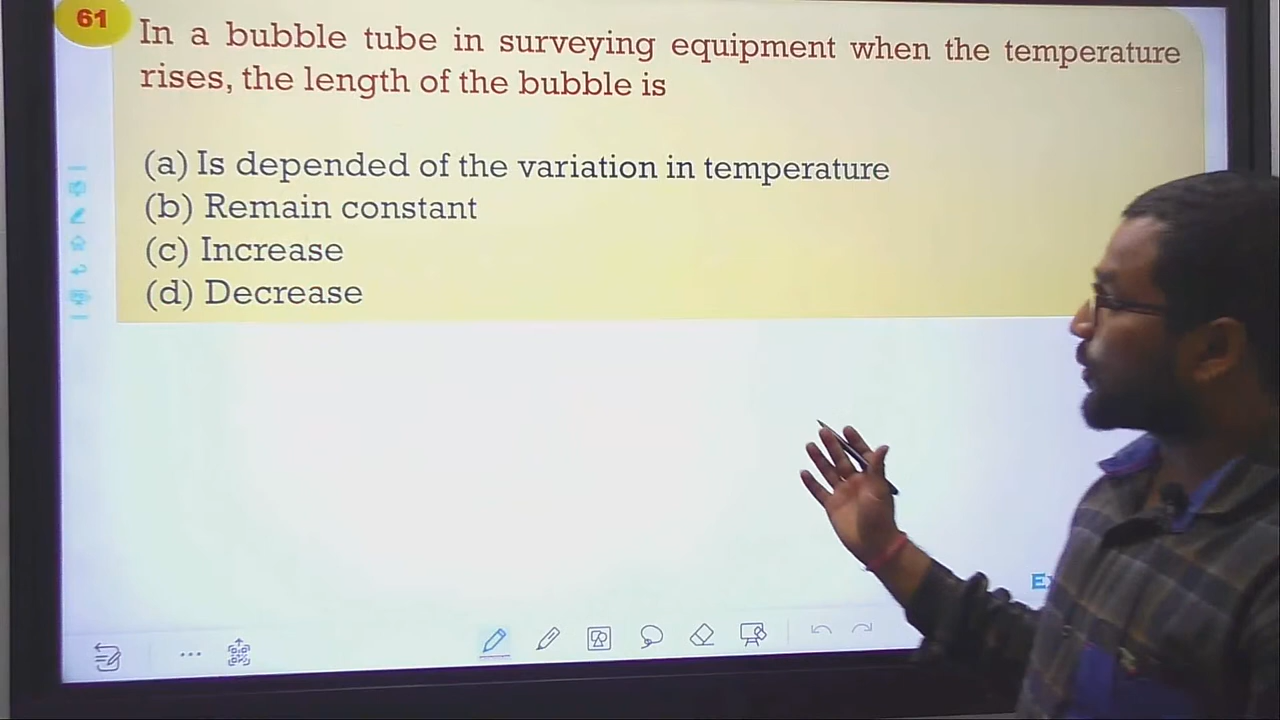 61
In a bubble tube in surveying equipment when the temperature
rises, the length of the bubble is
(a) Is depended of the variation in temperature
(b) Remain constant
(c) Increase
(d) Decrease